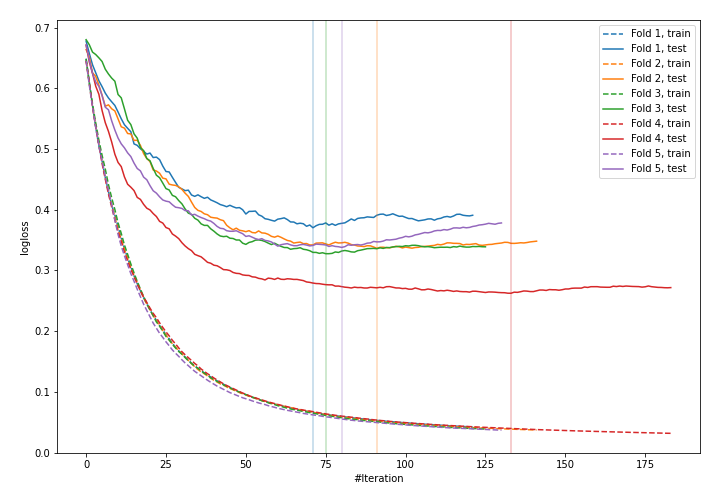 0.7
0.6
0.5
0.4
0.3
0.2
0.1
0.0
logloss
0
25
50
75
100
125
150
175
#Iteration
Fold 1, train
Fold 1, test
Fold 2, train
Fold 2, test
Fold 3, train
Fold 3, test
Fold 4, train
Fold 4, test
Fold 5, train
Fold 5, test